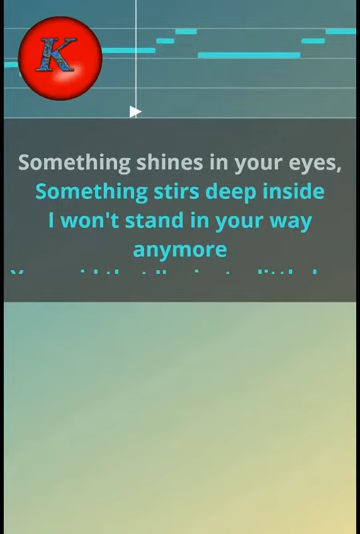 K
Something shines in your eyes,
Something stirs deep inside
I won't stand in your way
anymore